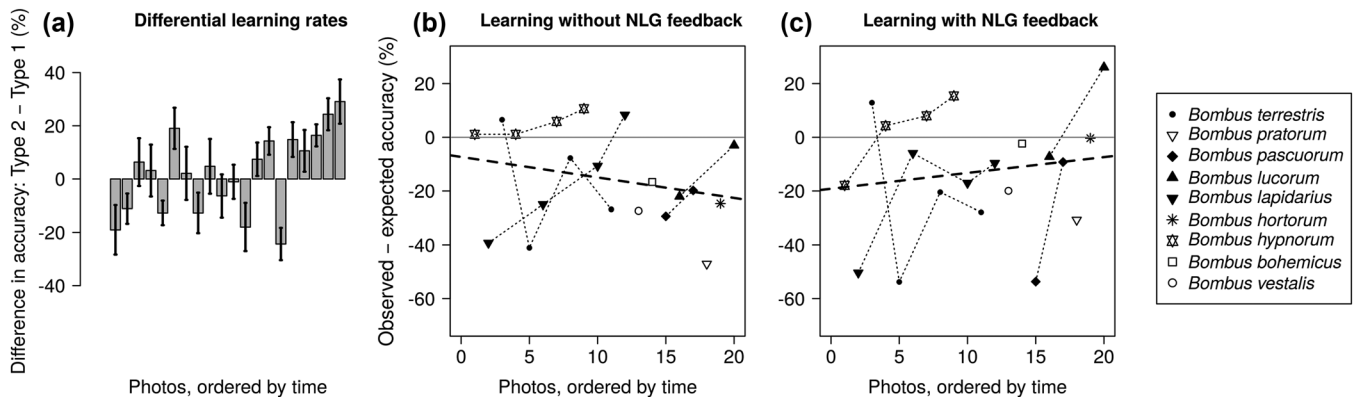 (a)
Differential learning rates
Difference in accuracy: Type 2 − Type 1 (%)
40
20
0
-20
-40
Photos, ordered by time
(b)
Learning without NLG feedback
Observed − expected accuracy (%)
20
0
-20
-40
-60
0 5 10 15 20
Photos, ordered by time
(c)
Learning with NLG feedback
20
0
-20
-40
-60
0 5 10 15 20
Photos, ordered by time
Bombus terrestris
Bombus pratorum
Bombus pascuorum
Bombus lucorum
Bombus lapidarius
Bombus hortorum
Bombus hypnorum
Bombus bohemicus
Bombus vestalis